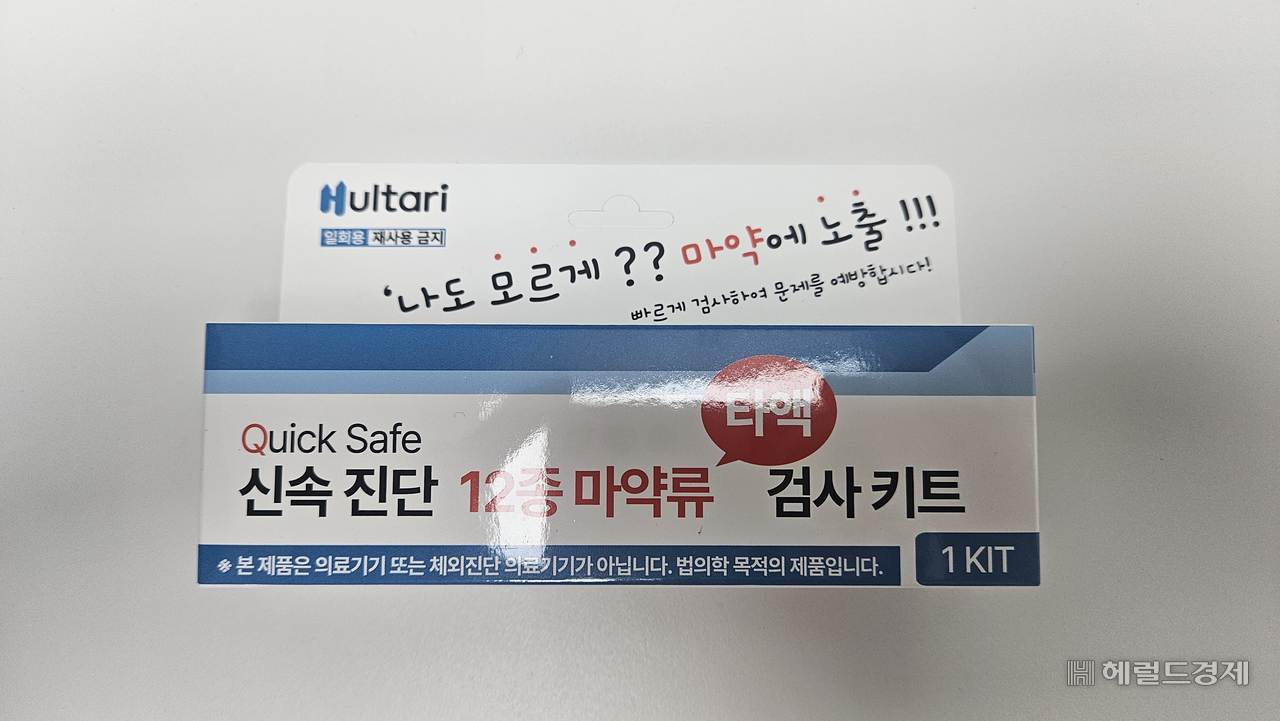 Hultari
일회용 재사용 금지
'나도 모르게 ?? 마약에 노출 !!!
빠르게 검사하여 문제를 예방합시다!
Quick Safe
타액
신속 진단 12종 마약류 검사 키트
※ 본 제품은 의료기기 또는 체외진단 의료기기가 아닙니다. 법의학 목적의 제품입니다.
1 KIT
헤럴드경제